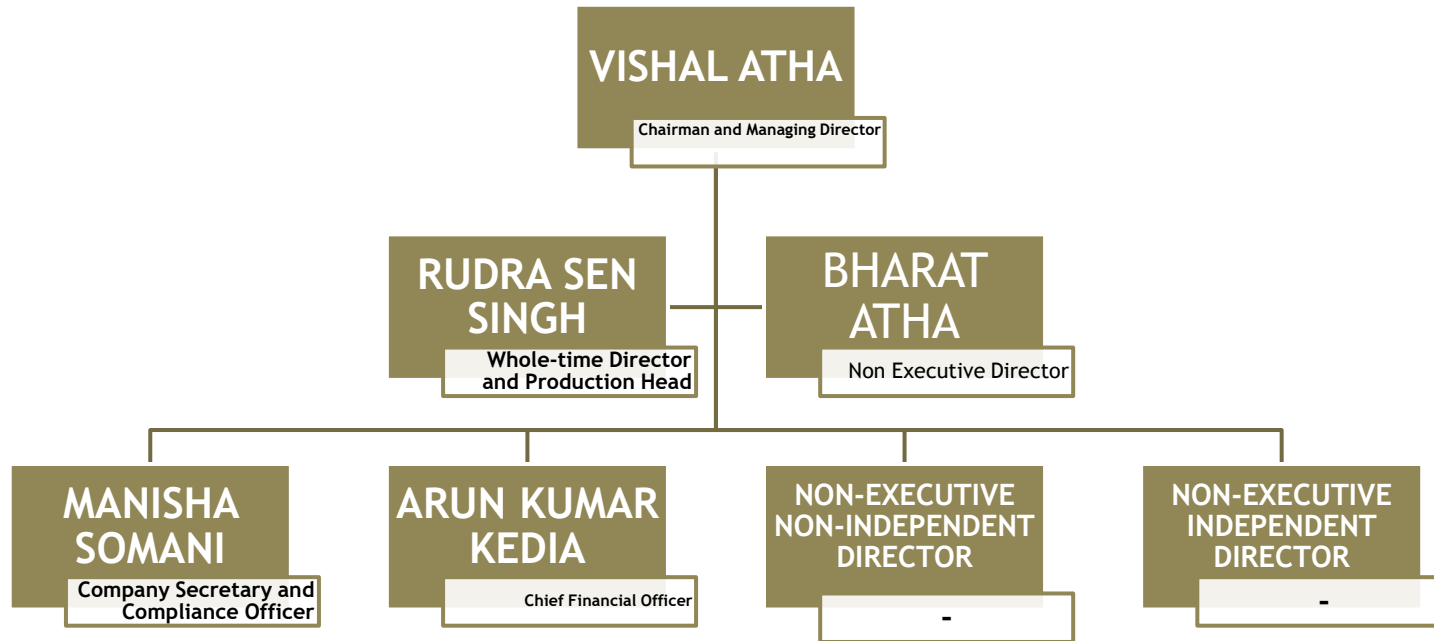 VISHAL ATHA
Chairman and Managing Director
RUDRA SEN
SINGH
Whole-time Director
and Production Head
BHARAT
ATHA
Non Executive Director
MANISHA
SOMANI
Company Secretary and
Compliance Officer
ARUN KUMAR
KEDIA
Chief Financial Officer
NON-EXECUTIVE
NON-INDEPENDENT
DIRECTOR
-
NON-EXECUTIVE
INDEPENDENT
DIRECTOR
-